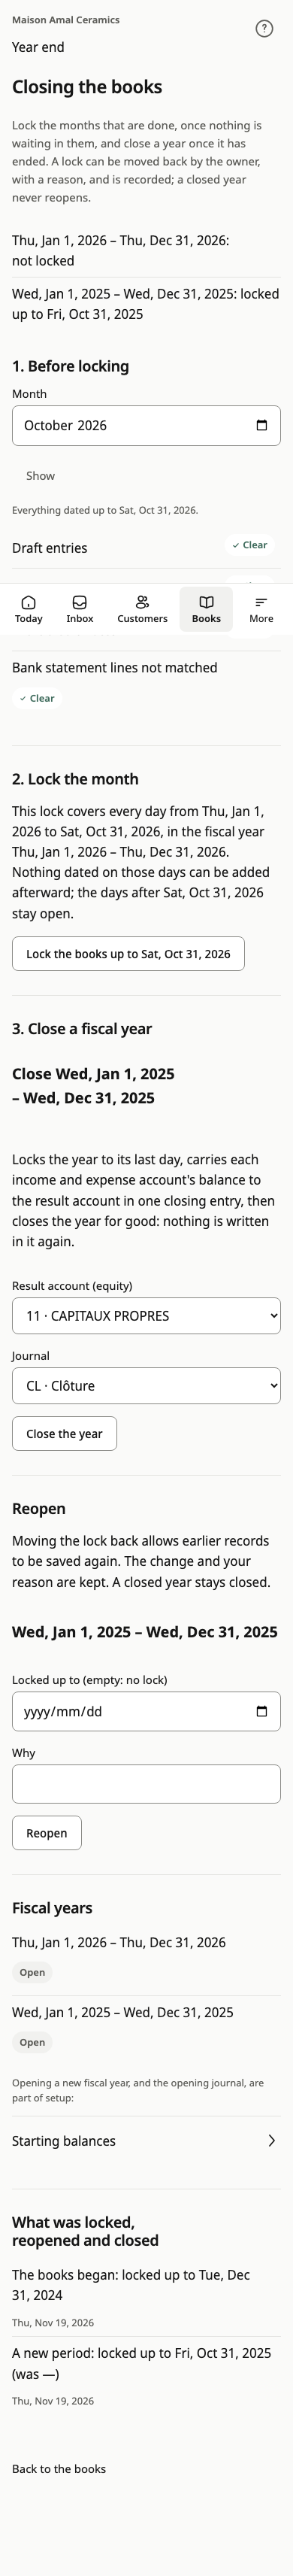 Maison Amal Ceramics
Year end
Closing the books
Lock the months that are done, once nothing is
waiting in them, and close a year once it has
ended. A lock can be moved back by the owner,
with a reason, and is recorded; a closed year
never reopens.
Thu, Jan 1, 2026 – Thu, Dec 31, 2026:
not locked
Wed, Jan 1, 2025 – Wed, Dec 31, 2025: locked
up to Fri, Oct 31, 2025
1. Before locking
Month
October 2026
Show
Everything dated up to Sat, Oct 31, 2026.
Draft entries
Clear
Today
Inbox
Customers
Books
More
Bank statement lines not matched
Clear
2. Lock the month
This lock covers every day from Thu, Jan 1,
2026 to Sat, Oct 31, 2026, in the fiscal year
Thu, Jan 1, 2026 – Thu, Dec 31, 2026.
Nothing dated on those days can be added
afterward; the days after Sat, Oct 31, 2026
stay open.
Lock the books up to Sat, Oct 31, 2026
3. Close a fiscal year
Close Wed, Jan 1, 2025
– Wed, Dec 31, 2025
Locks the year to its last day, carries each
income and expense account's balance to
the result account in one closing entry, then
closes the year for good: nothing is written
in it again.
Result account (equity)
11 · CAPITAUX PROPRES
Journal
CL · Clôture
Close the year
Reopen
Moving the lock back allows earlier records
to be saved again. The change and your
reason are kept. A closed year stays closed.
Wed, Jan 1, 2025 – Wed, Dec 31, 2025
Locked up to (empty: no lock)
yyyy/mm/dd
Why
Reopen
Fiscal years
Thu, Jan 1, 2026 – Thu, Dec 31, 2026
Open
Wed, Jan 1, 2025 – Wed, Dec 31, 2025
Open
Opening a new fiscal year, and the opening journal, are
part of setup:
Starting balances
What was locked,
reopened and closed
The books began: locked up to Tue, Dec
31, 2024
Thu, Nov 19, 2026
A new period: locked up to Fri, Oct 31, 2025
(was —)
Thu, Nov 19, 2026
Back to the books